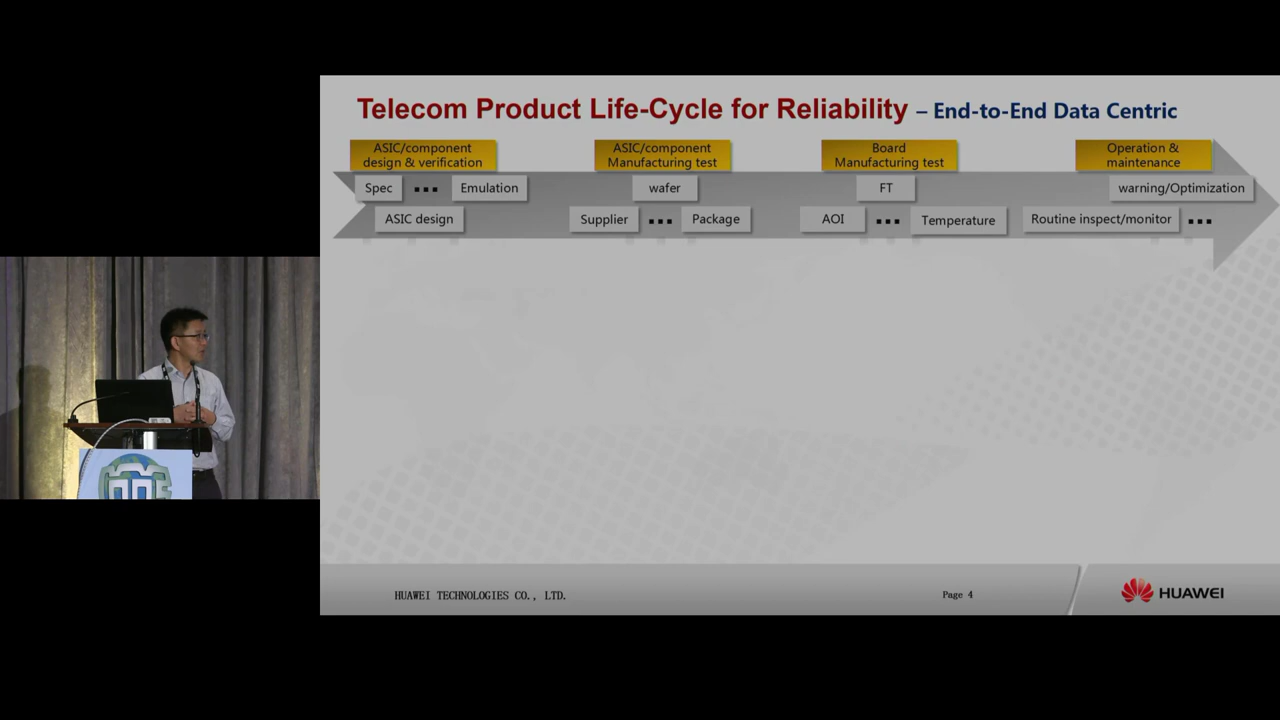 Telecom Product Life-Cycle for Reliability – End-to-End Data Centric
ASIC/component
design & verification
ASIC/component
Manufacturing test
Board
Manufacturing test
Operation &
maintenance
Spec ▪▪▪ Emulation
wafer
FT
warning/Optimization
ASIC design
Supplier ▪▪▪ Package
AOI ▪▪▪ Temperature
Routine inspect/monitor ▪▪▪
HUAWEI TECHNOLOGIES CO., LTD.
Page 4
HUAWEI